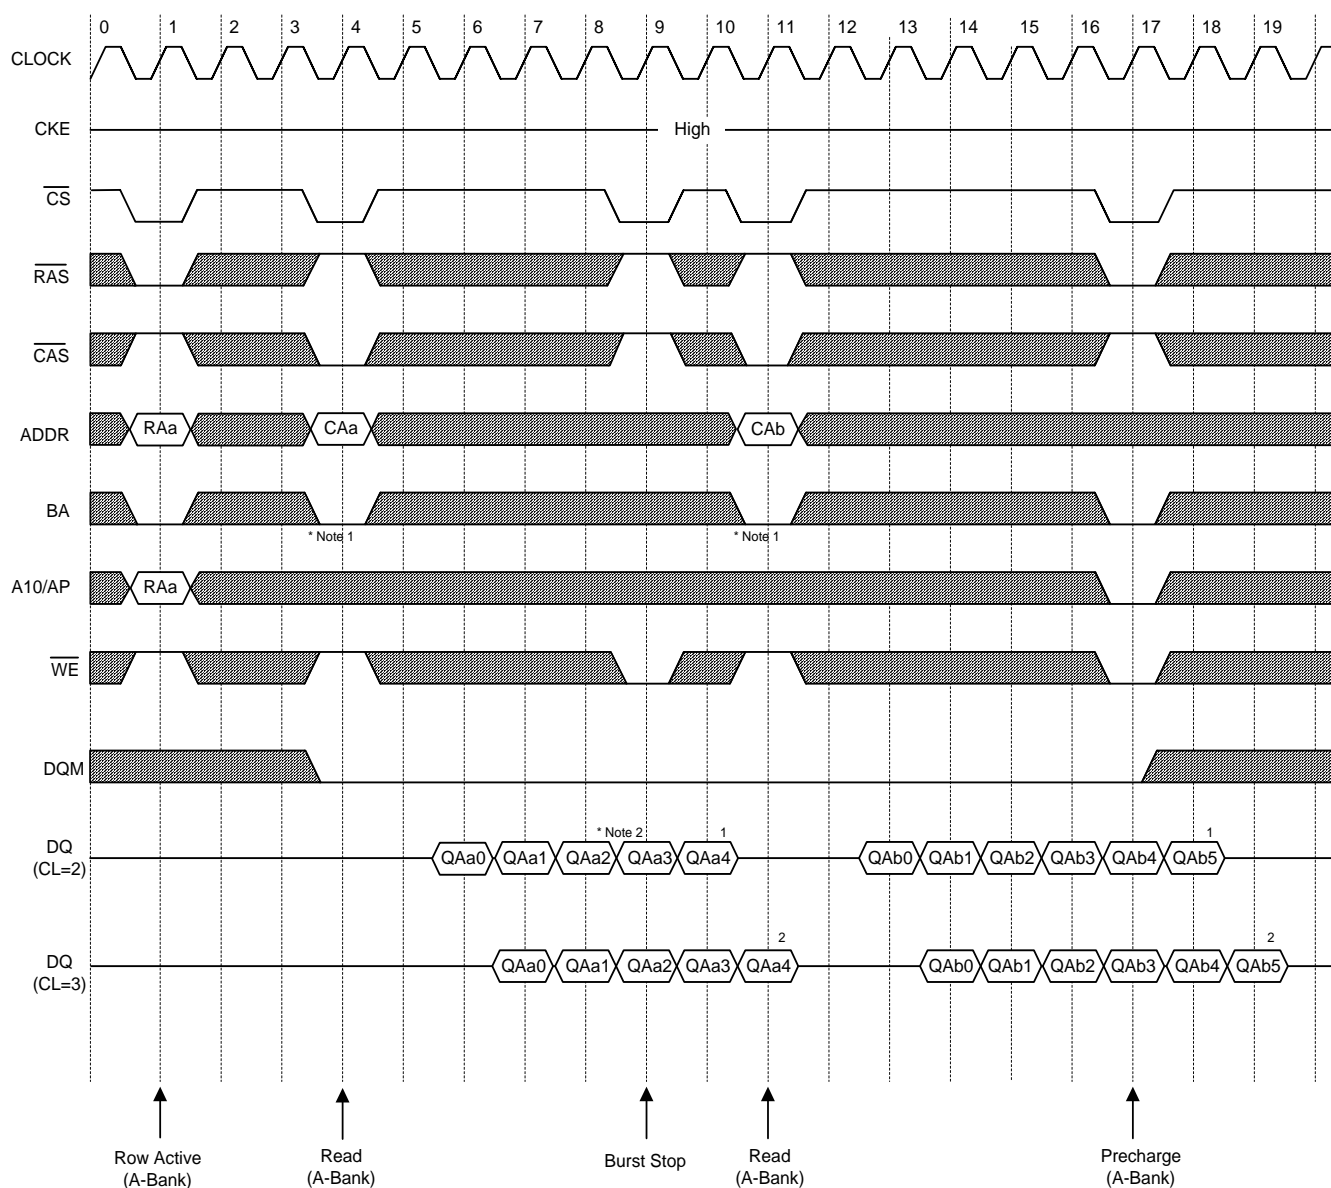 0 1 2 3 4 5 6 7 8 9 10 11 12 13 14 15 16 17 18 19
CLOCK
CKE High
CS
RAS
CAS
ADDR RAa CAa CAb
BA
* Note 1 * Note 1
A10/AP RAa
WE
DQM
* Note 2 1 1
DQ
(CL=2) QAa0 QAa1 QAa2 QAa3 QAa4 QAb0 QAb1 QAb2 QAb3 QAb4 QAb5
2 2
DQ
(CL=3) QAa0 QAa1 QAa2 QAa3 QAa4 QAb0 QAb1 QAb2 QAb3 QAb4 QAb5
Row Active
(A-Bank)
Read
(A-Bank)
Burst Stop
Read
(A-Bank)
Precharge
(A-Bank)